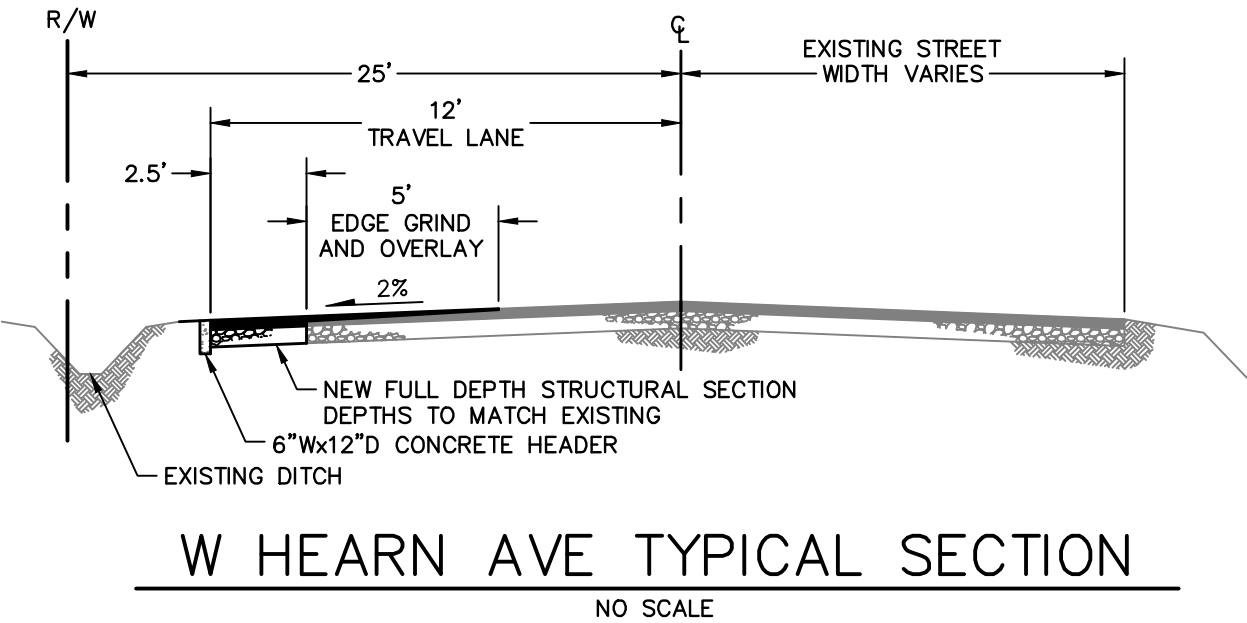 R/W
℄
25'
EXISTING STREET
WIDTH VARIES
12'
TRAVEL LANE
2.5'
5'
EDGE GRIND
AND OVERLAY
2%
NEW FULL DEPTH STRUCTURAL SECTION
DEPTHS TO MATCH EXISTING
6"Wx12"D CONCRETE HEADER
EXISTING DITCH
W HEARN AVE TYPICAL SECTION
NO SCALE